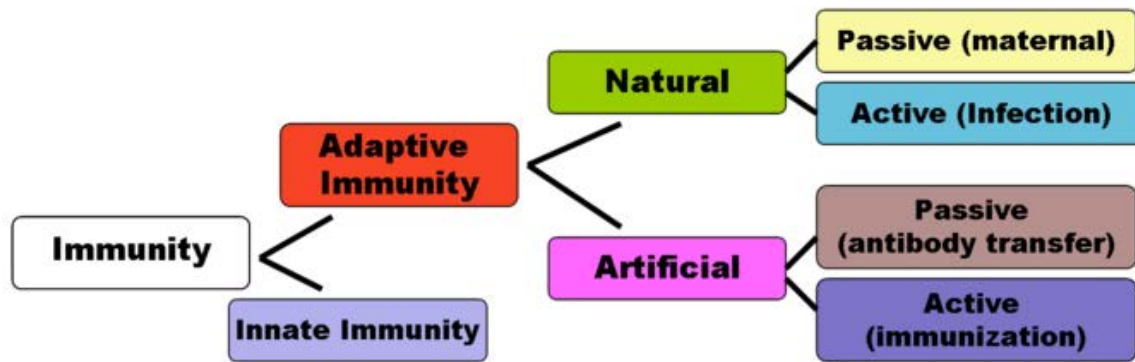 Passive (maternal)
Natural
Active (Infection)
Adaptive
Immunity
Passive
(antibody transfer)
Immunity
Artificial
Active
(immunization)
Innate Immunity